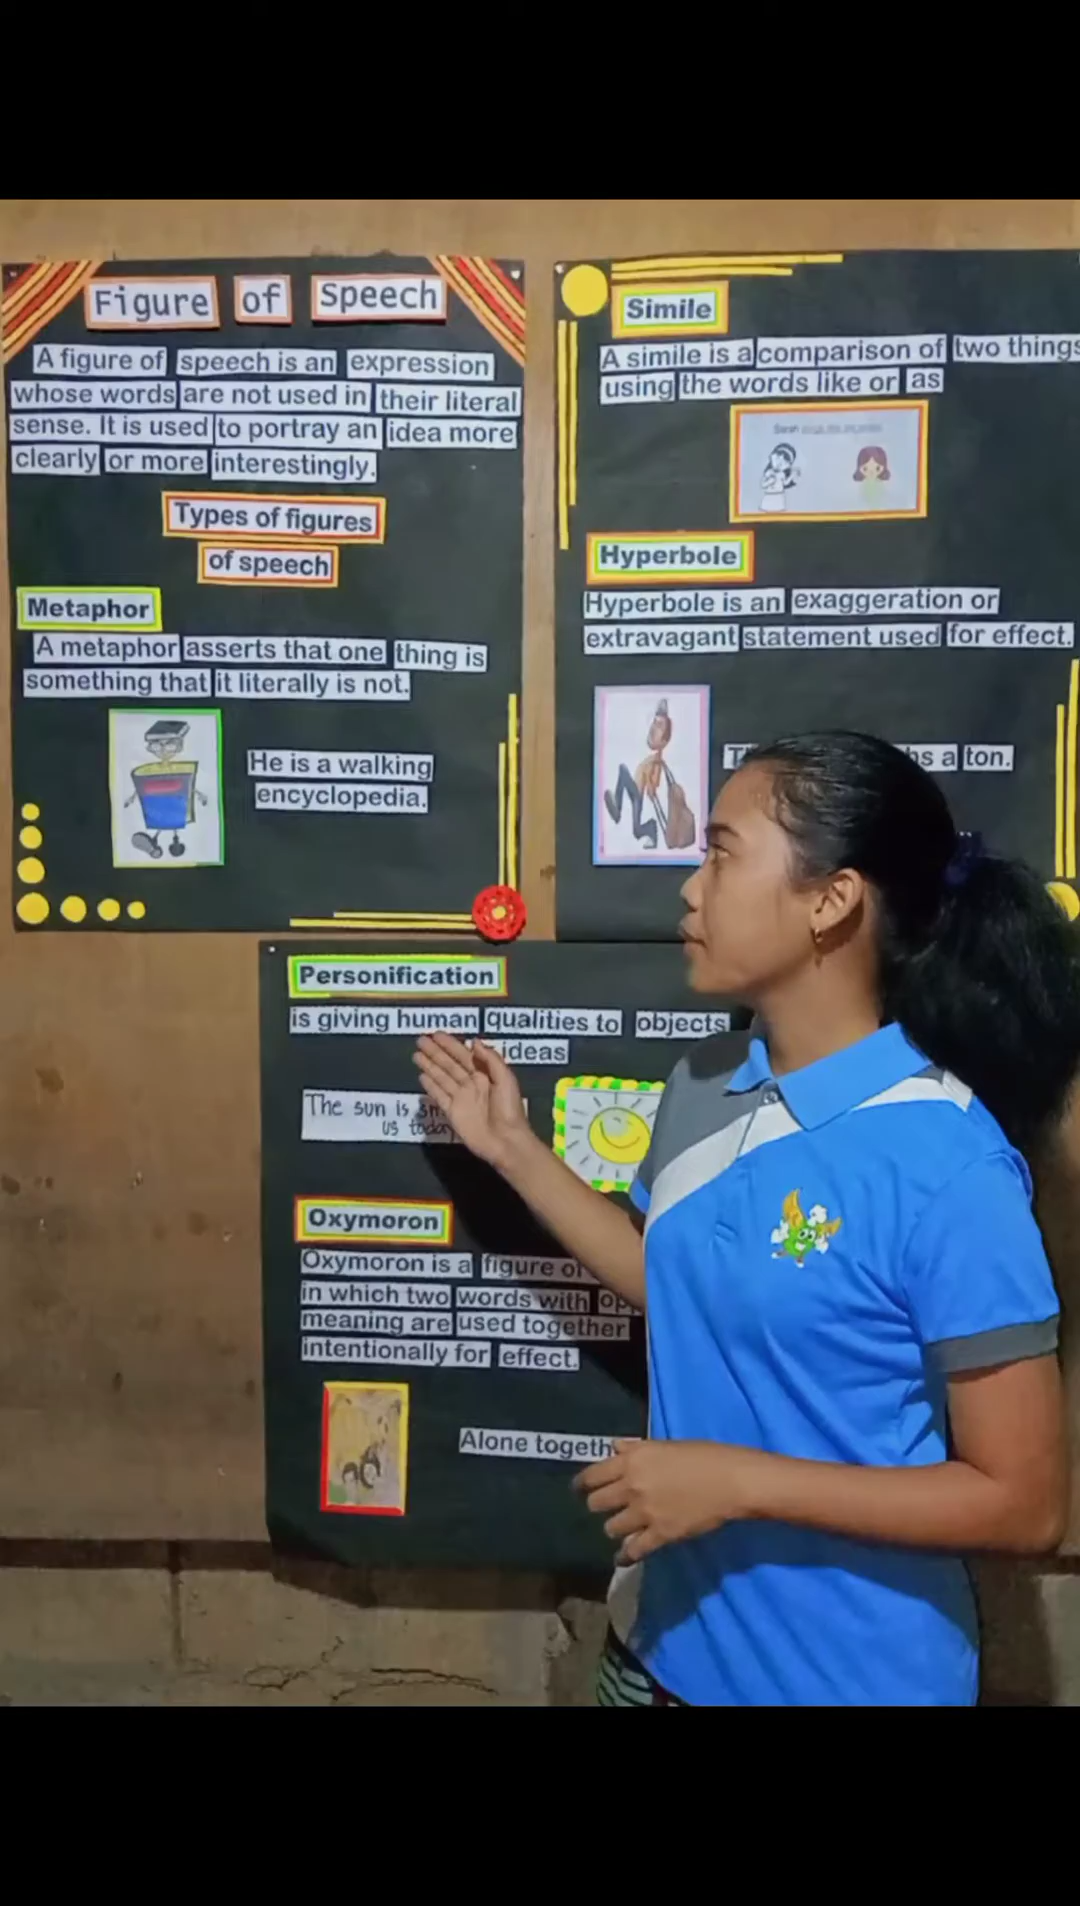 Figure of Speech
A figure of speech is an expression
whose words are not used in their literal
sense. It is used to portray an idea more
clearly or more interestingly.
Types of figures
of speech
Metaphor
A metaphor asserts that one thing is
something that it literally is not.
He is a walking
encyclopedia.
Simile
A simile is a comparison of two things
using the words like or as
Sarah
Hyperbole
Hyperbole is an exaggeration or
extravagant statement used for effect.
a ton.
Personification
is giving human qualities to objects
ideas
The sun is
us today
Oxymoron
Oxymoron is a figure of
in which two words with
meaning are used together
intentionally for effect.
Alone